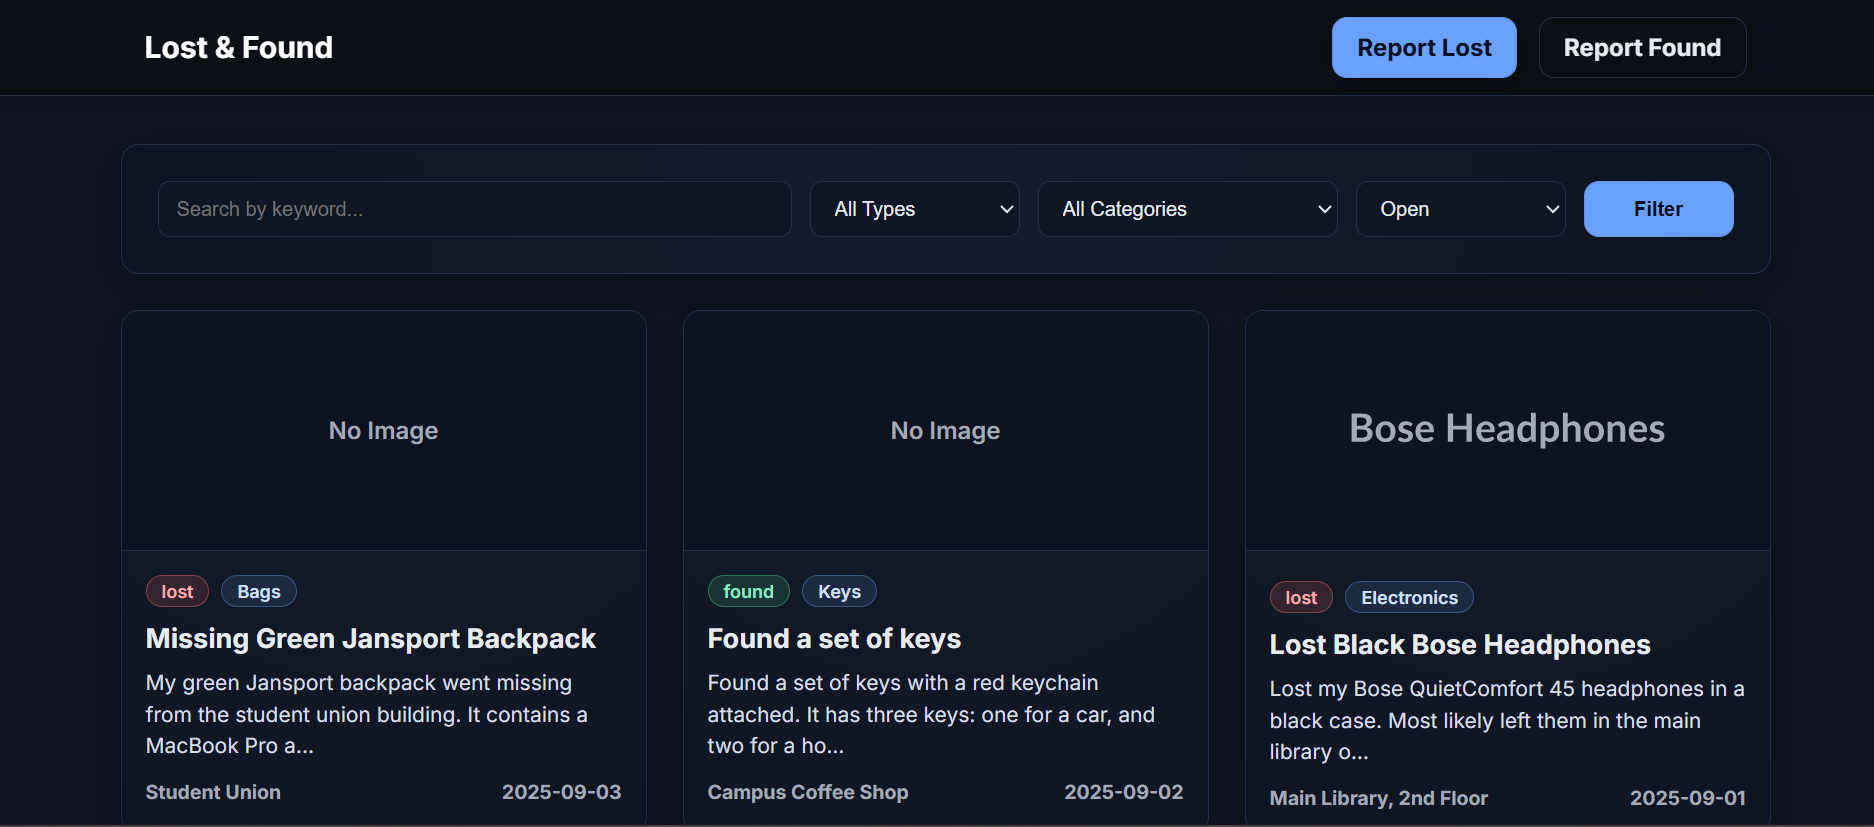 Lost & Found
Report Lost
Report Found
Search by keyword...
All Types
All Categories
Open
Filter
No Image
lost
Bags
Missing Green Jansport Backpack
My green Jansport backpack went missing
from the student union building. It contains a
MacBook Pro a...
Student Union
2025-09-03
No Image
found
Keys
Found a set of keys
Found a set of keys with a red keychain
attached. It has three keys: one for a car, and
two for a ho...
Campus Coffee Shop
2025-09-02
Bose Headphones
lost
Electronics
Lost Black Bose Headphones
Lost my Bose QuietComfort 45 headphones in a
black case. Most likely left them in the main
library o...
Main Library, 2nd Floor
2025-09-01